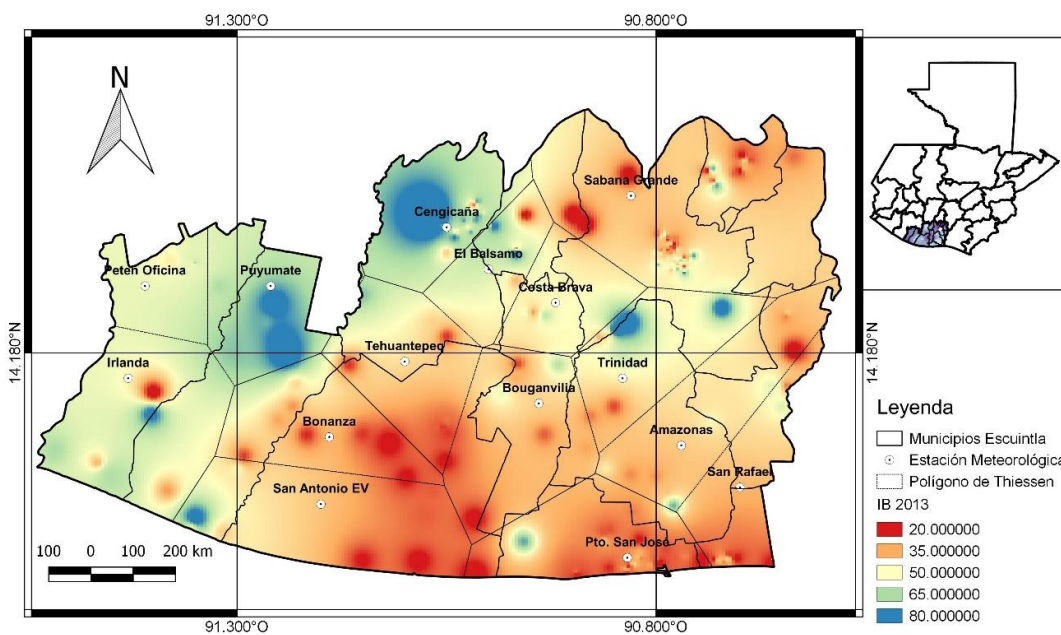 91.300°O
90.800°O
N
Sabana Grande
Cengicaña
El Balsamo
Peten Oficina
Puyumate
Costa Brava
14.180°N
14.180°N
Tehuantepeq
Irlanda
Trinidad
Bouganvilia
Bonanza
Amazonas
San Rafael
San Antonio EV
Pto. San José
100 0 100 200 km
91.300°O
90.800°O
Leyenda
Municipios Escuintla
Estación Meteorológica
Polígono de Thiessen
IB 2013
20.000000
35.000000
50.000000
65.000000
80.000000